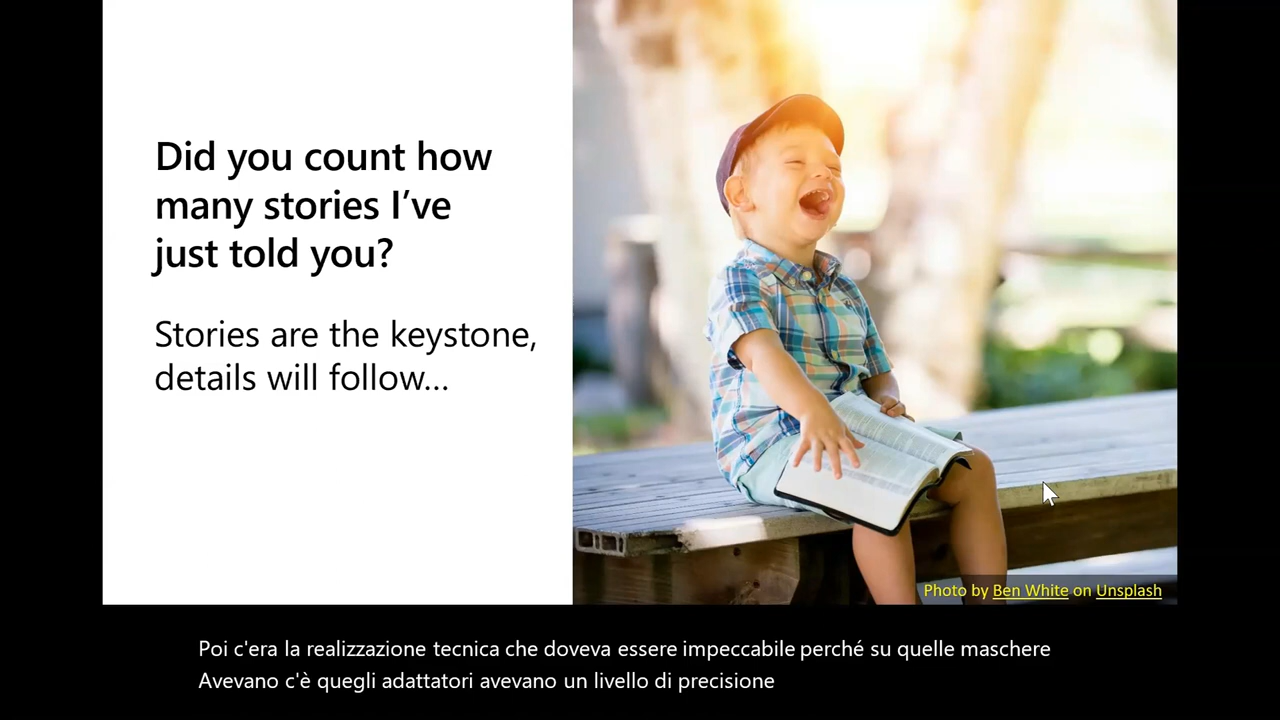 Did you count how
many stories I’ve
just told you?
Stories are the keystone,
details will follow...
Photo by Ben White on Unsplash
Poi c'era la realizzazione tecnica che doveva essere impeccabile perché su quelle maschere
Avevano c'è quegli adattatori avevano un livello di precisione